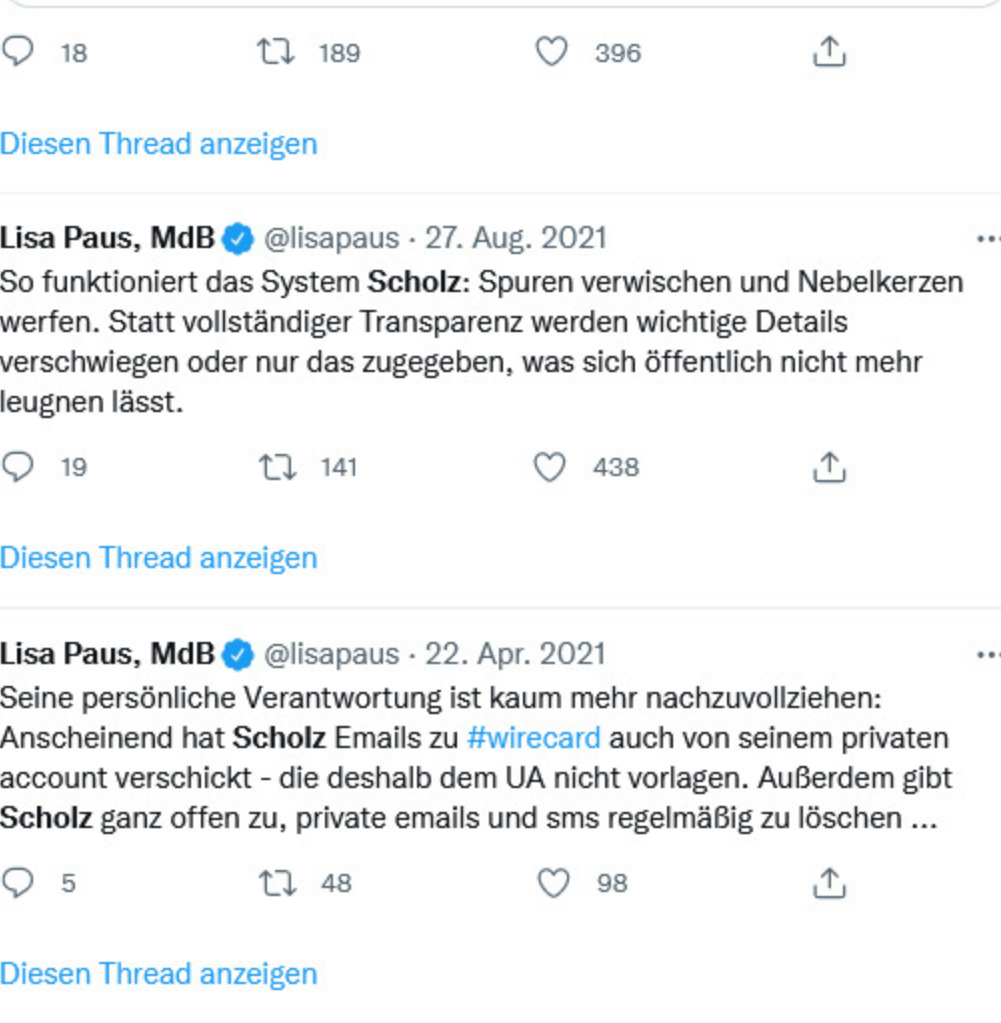 18 189 396
Diesen Thread anzeigen
Lisa Paus, MdB @lisapaus · 27. Aug. 2021 ...
So funktioniert das System Scholz: Spuren verwischen und Nebelkerzen
werfen. Statt vollständiger Transparenz werden wichtige Details
verschwiegen oder nur das zugegeben, was sich öffentlich nicht mehr
leugnen lässt.
19 141 438
Diesen Thread anzeigen
Lisa Paus, MdB @lisapaus · 22. Apr. 2021 ...
Seine persönliche Verantwortung ist kaum mehr nachzuvollziehen:
Anscheinend hat Scholz Emails zu #wirecard auch von seinem privaten
account verschickt - die deshalb dem UA nicht vorlagen. Außerdem gibt
Scholz ganz offen zu, private emails und sms regelmäßig zu löschen ...
5 48 98
Diesen Thread anzeigen